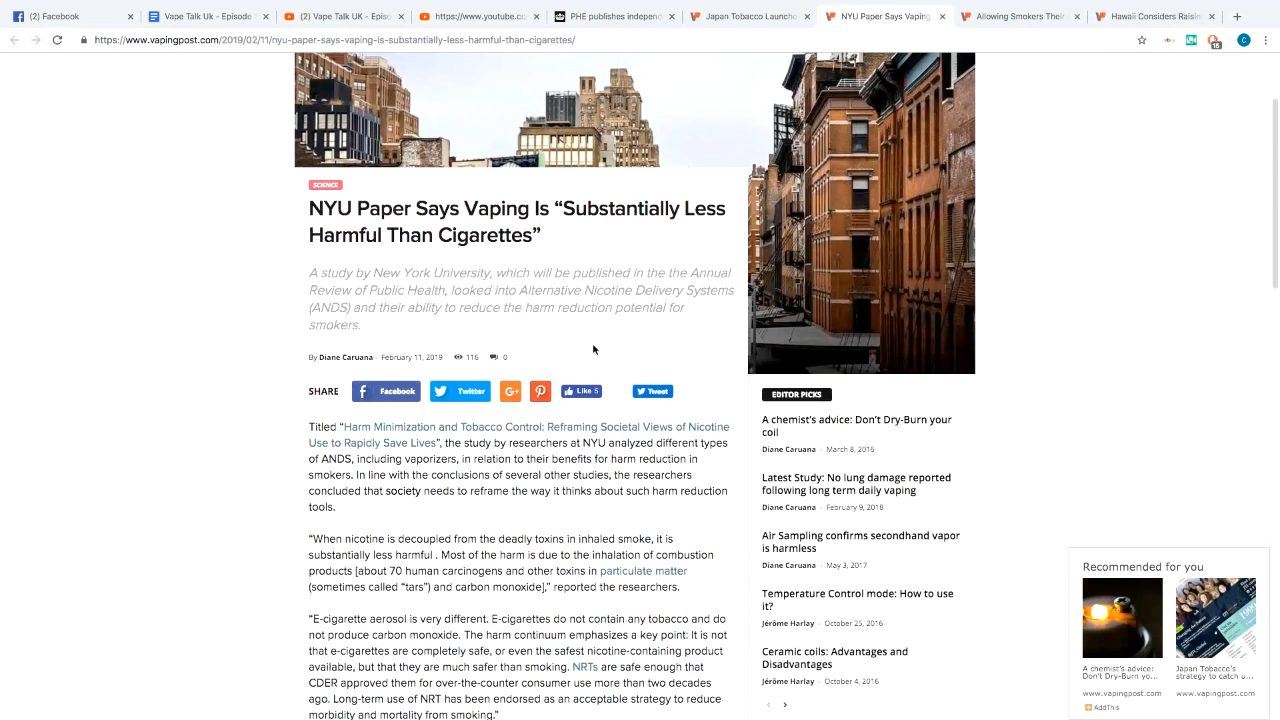 (2) Facebook
Vape Talk Uk - Episode
(2) Vape Talk UK - Episo
https://www.youtube.co
PHE publishes independ
Japan Tobacco Launche
NYU Paper Says Vaping
Allowing Smokers Thei
Hawaii Considers Raisin
https://www.vapingpost.com/2019/02/11/nyu-paper-vaping-is-substantially-less-harmful-than-cigarettes/
15
C
SCIENCE
NYU Paper Says Vaping Is “Substantially Less
Harmful Than Cigarettes”
A study by New York University, which will be published in the the Annual
Review of Public Health, looked into Alternative Nicotine Delivery Systems
(ANDS) and their ability to reduce the harm reduction potential for
smokers.
By Diane Caruana - February 11, 2019 116 0
SHARE Facebook Twitter G+ Like 5 Tweet
Titled “Harm Minimization and Tobacco Control: Reframing Societal Views of Nicotine
Use to Rapidly Save Lives”, the study by researchers at NYU analyzed different types
of ANDS, including vaporizers, in relation to their benefits for harm reduction in
smokers. In line with the conclusions of several other studies, the researchers
concluded that society needs to reframe the way it thinks about such harm reduction
tools.
“When nicotine is decoupled from the deadly toxins in inhaled smoke, it is
substantially less harmful . Most of the harm is due to the inhalation of combustion
products [about 70 human carcinogens and other toxins in particulate matter
(sometimes called “tars”) and carbon monoxide],” reported the researchers.
“E-cigarette aerosol is very different. E-cigarettes do not contain any tobacco and do
not produce carbon monoxide. The harm continuum emphasizes a key point: It is not
that e-cigarettes are completely safe, or even the safest nicotine-containing product
available, but that they are much safer than smoking. NRTs are safe enough that
CDER approved them for over-the-counter consumer use more than two decades
ago. Long-term use of NRT has been endorsed as an acceptable strategy to reduce
morbidity and mortality from smoking.”
EDITOR PICKS
A chemist’s advice: Don’t Dry-Burn your
coil
Diane Caruana - March 8, 2016
Latest Study: No lung damage reported
following long term daily vaping
Diane Caruana - February 9, 2018
Air Sampling confirms secondhand vapor
is harmless
Diane Caruana - May 3, 2017
Temperature Control mode: How to use
it?
Jérôme Harlay - October 25, 2016
Ceramic coils: Advantages and
Disadvantages
Jérôme Harlay - October 4, 2016
Recommended for you
A chemist's advice:
Don't Dry-Burn yo...
www.vapingpost.com
Japan Tobacco's
strategy to catch u...
www.vapingpost.com
AddThis